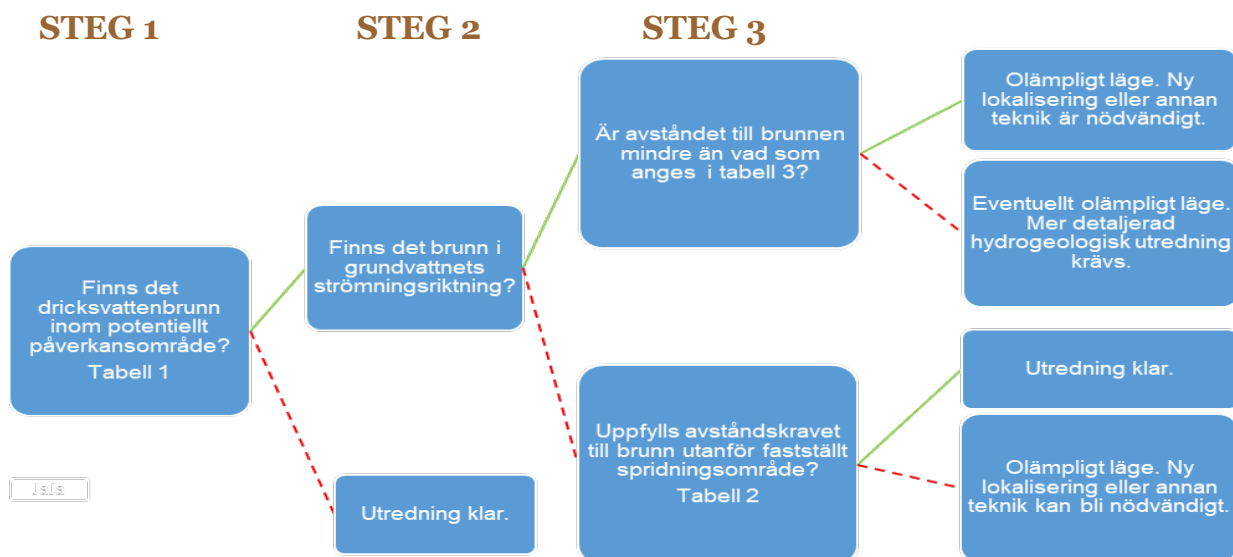 STEG 1
STEG 2
STEG 3
Finns det
dricksvattenbrunn
inom potentiellt
påverkansområde?
Tabell 1
Finns det brunn i
grundvattnets
strömningsriktning?
Utredning klar.
Är avståndet till brunnen
mindre än vad som
anges i tabell 3?
Uppfylls avståndskravet
till brunn utanför fastställt
spridningsområde?
Tabell 2
Olämpligt läge. Ny
lokalisering eller annan
teknik är nödvändigt.
Eventuellt olämpligt läge.
Mer detaljerad
hydrogeologisk utredning
krävs.
Utredning klar.
Olämpligt läge. Ny
lokalisering eller annan
teknik kan bli nödvändigt.